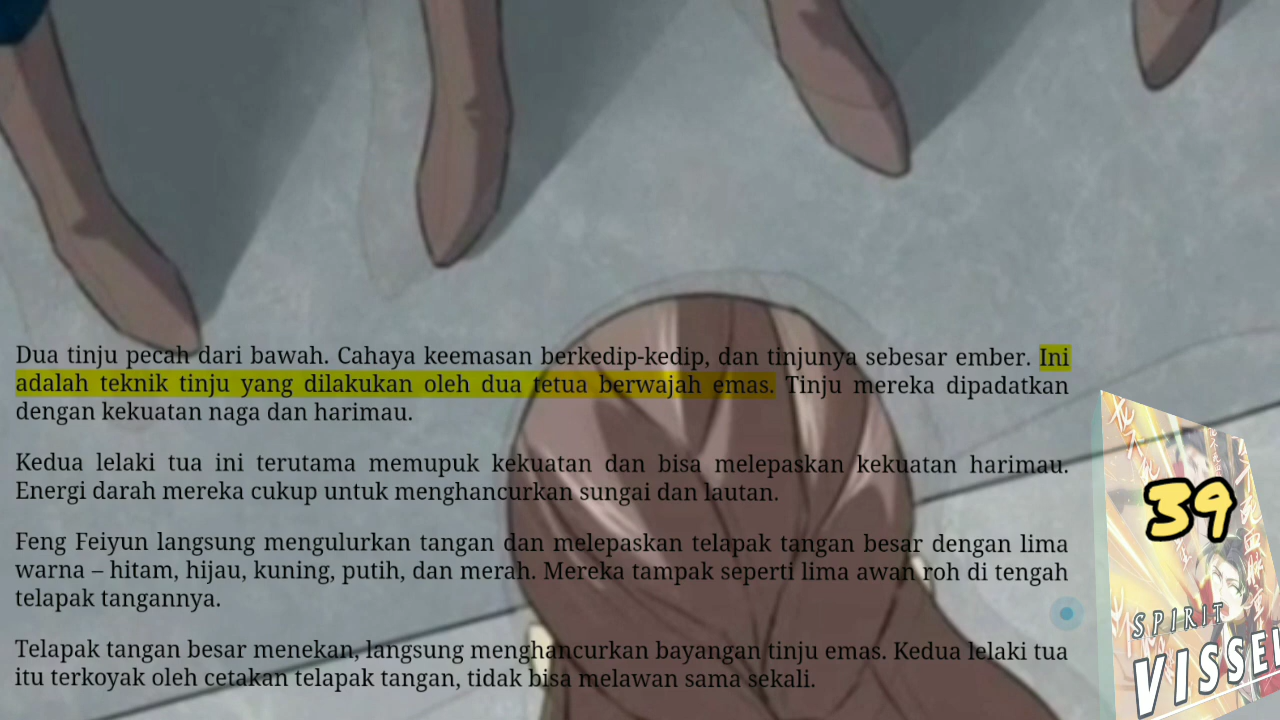 Dua tinju pecah dari bawah. Cahaya keemasan berkedip-kedip, dan tinjunya sebesar ember. Ini
adalah teknik tinju yang dilakukan oleh dua tetua berwajah emas. Tinju mereka dipadatkan
dengan kekuatan naga dan harimau.
Kedua lelaki tua ini terutama memupuk kekuatan dan bisa melepaskan kekuatan harimau.
Energi darah mereka cukup untuk menghancurkan sungai dan lautan.
Feng Feiyun langsung mengulurkan tangan dan melepaskan telapak tangan besar dengan lima
warna – hitam, hijau, kuning, putih, dan merah. Mereka tampak seperti lima awan roh di tengah
telapak tangannya.
Telapak tangan besar menekan, langsung menghancurkan bayangan tinju emas. Kedua lelaki tua
itu terkoyak oleh cetakan telapak tangan, tidak bisa melawan sama sekali.
39
SPIRIT
VISSEL